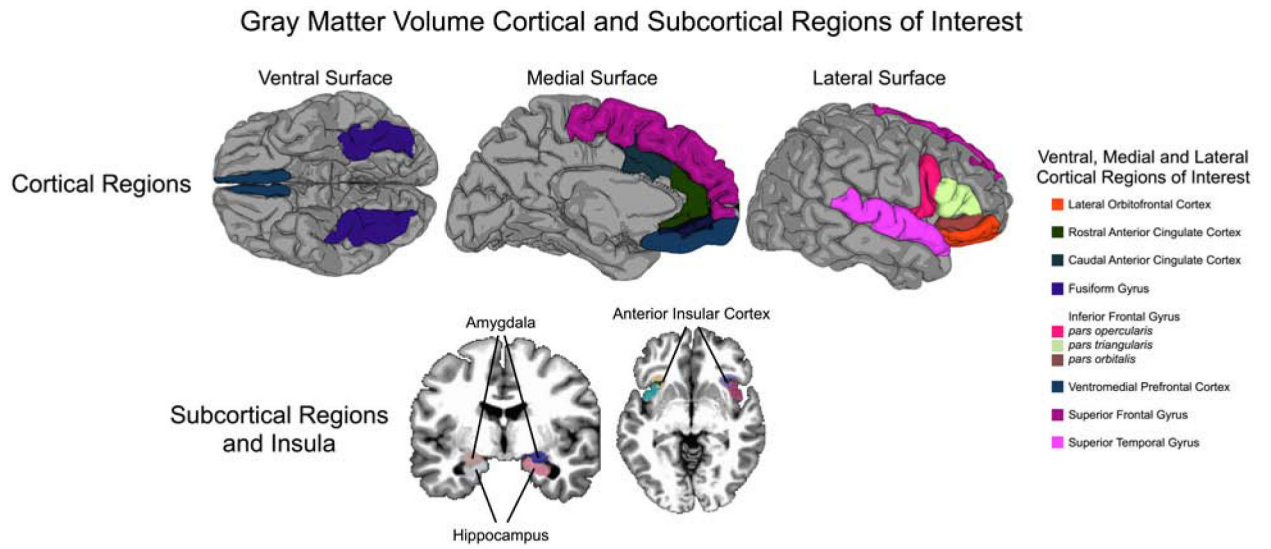 Gray Matter Volume Cortical and Subcortical Regions of Interest
Ventral Surface
Medial Surface
Lateral Surface
Cortical Regions
Ventral, Medial and Lateral
Cortical Regions of Interest
Lateral Orbitofrontal Cortex
Rostral Anterior Cingulate Cortex
Caudal Anterior Cingulate Cortex
Fusiform Gyrus
Inferior Frontal Gyrus
pars opercularis
pars triangularis
pars orbitalis
Ventromedial Prefrontal Cortex
Superior Frontal Gyrus
Superior Temporal Gyrus
Subcortical Regions
and Insula
Amygdala
Anterior Insular Cortex
Hippocampus